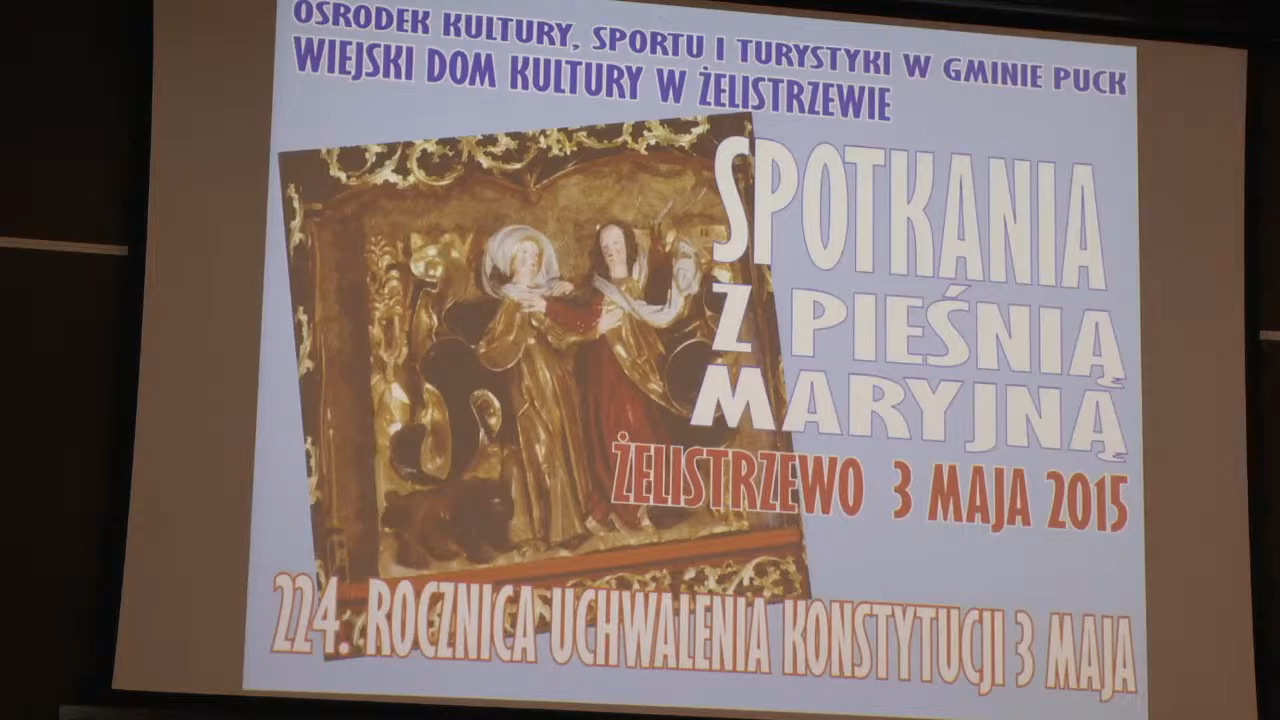 OŚRODEK KULTURY, SPORTU I TURYSTYKI W GMINIE PUCK
WIEJSKI DOM KULTURY W ŻELISTRZEWIE
SPOTKANIA
Z PIEŚNIĄ
MARYJNĄ
ŻELISTRZEWO 3 MAJA 2015
224. ROCZNICA UCHWALENIA KONSTYTUCJI 3 MAJA